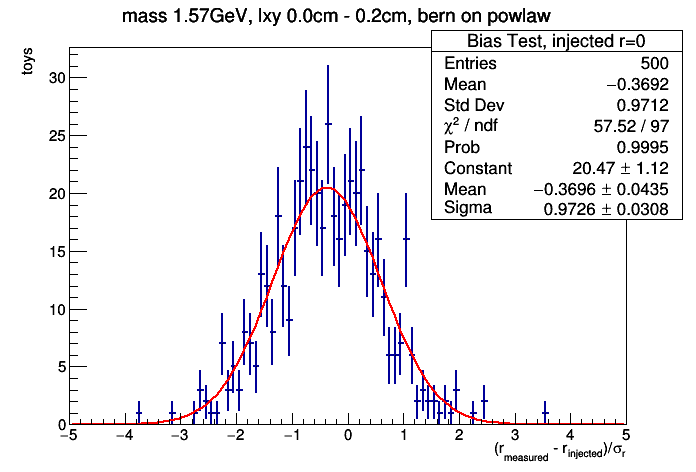 mass 1.57GeV, lxy 0.0cm - 0.2cm, bern on powlaw
Bias Test, injected r=0
Entries 500
Mean −0.3692
Std Dev 0.9712
χ² / ndf 57.52 / 97
Prob 0.9995
Constant 20.47 ± 1.12
Mean −0.3696 ± 0.0435
Sigma 0.9726 ± 0.0308
toys
30
25
20
15
10
5
0
−5 −4 −3 −2 −1 0 1 2 3 4 5
(r_measured - r_injected)/σ_r